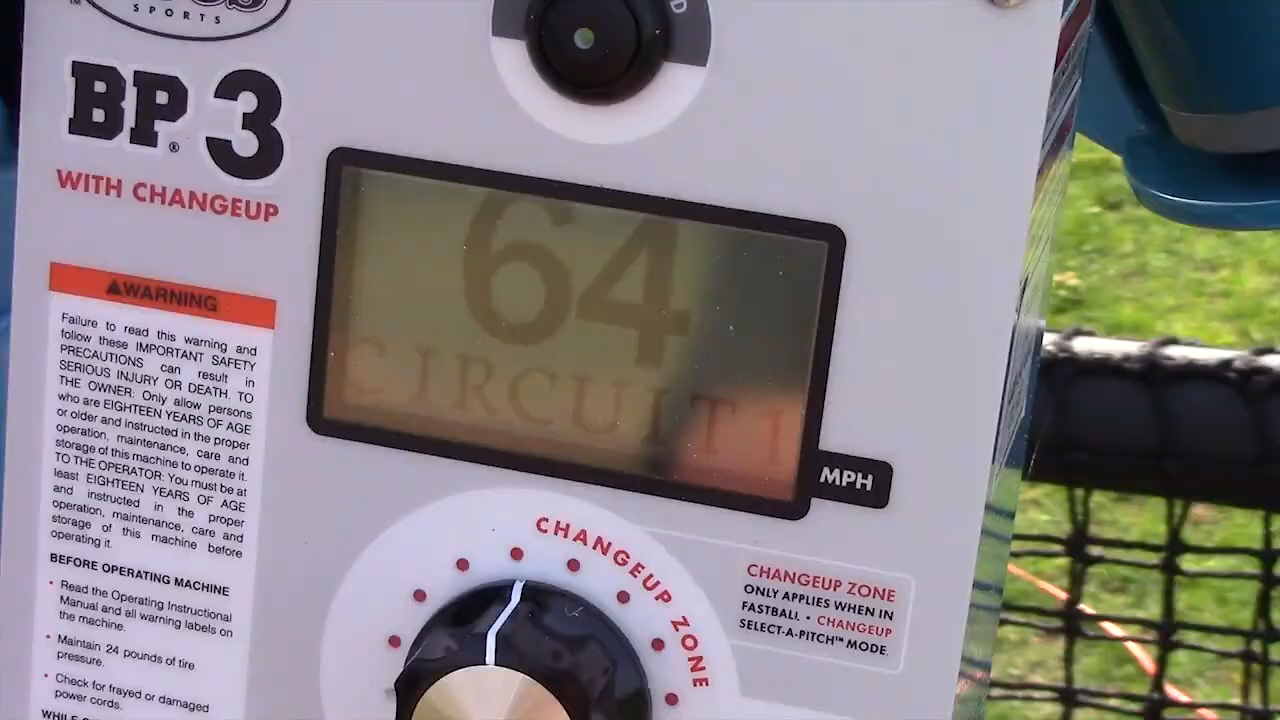 TM
SPORTS
BP.® 3
WITH CHANGEUP
WARNING
Failure to read this warning and
follow these IMPORTANT SAFETY
PRECAUTIONS can result in
SERIOUS INJURY OR DEATH. TO
THE OWNER: Only allow persons
who are EIGHTEEN YEARS OF AGE
or older and instructed in the proper
operation, maintenance, care and
storage of this machine to operate it.
TO THE OPERATOR: You must be at
least EIGHTEEN YEARS OF AGE
and instructed in the proper
operation, maintenance, care and
storage of this machine before
operating it.
BEFORE OPERATING MACHINE
• Read the Operating Instructional
Manual and all warning labels on
the machine.
• Maintain 24 pounds of tire
pressure.
• Check for frayed or damaged
power cords.
D
64
CIRCUIT
MPH
CHANGEUP ZONE
CHANGEUP ZONE
ONLY APPLIES WHEN IN
FASTBALL • CHANGEUP
SELECT-A-PITCH™ MODE.